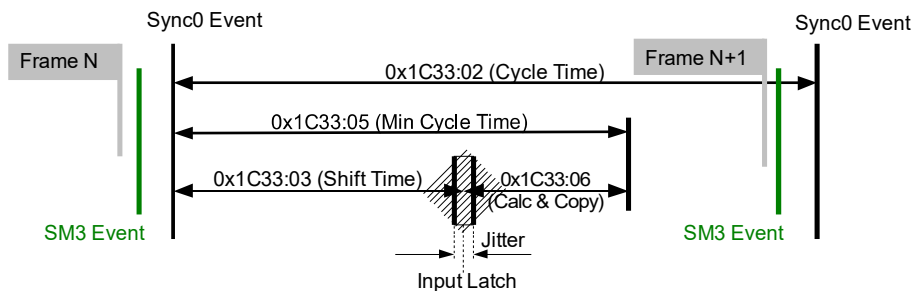 Sync0 Event
Sync0 Event
Frame N
Frame N+1
0x1C33:02 (Cycle Time)
0x1C33:05 (Min Cycle Time)
0x1C33:03 (Shift Time)
0x1C33:06
(Calc & Copy)
SM3 Event
SM3 Event
Jitter
Input Latch